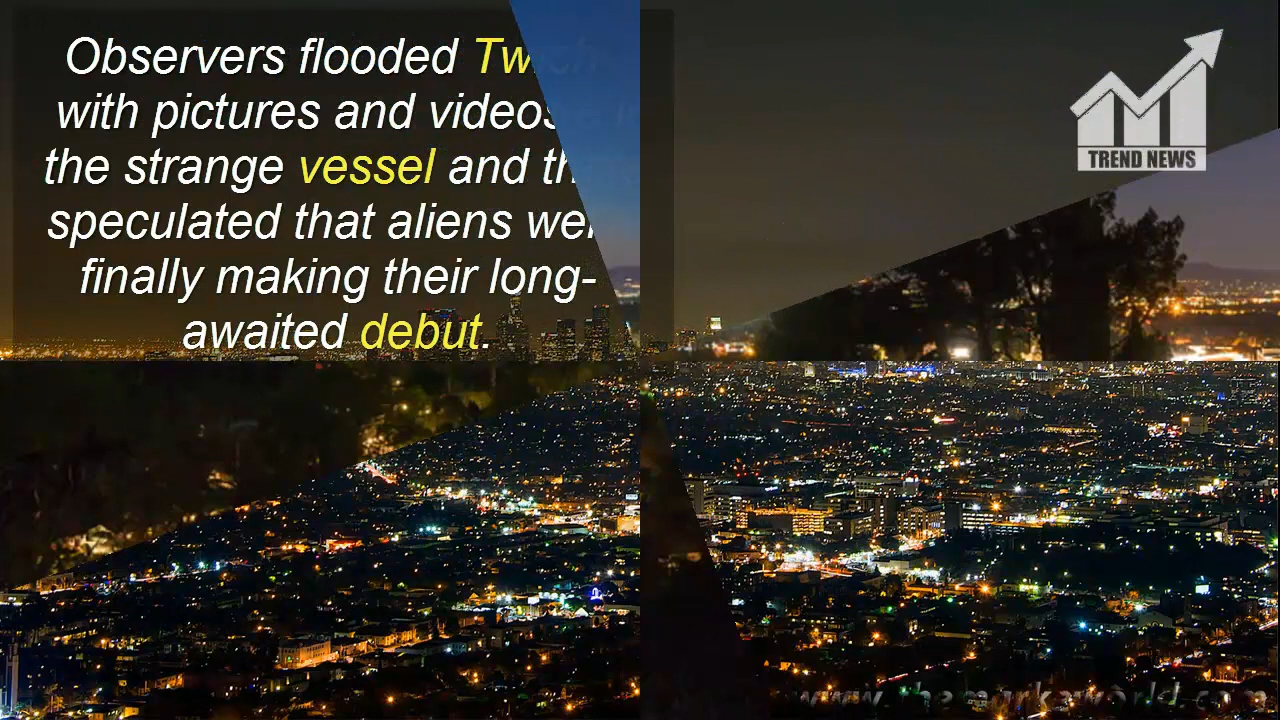 Observers flooded
with pictures and videos
the strange vessel and
speculated that aliens
finally making their long-
awaited debut.
TREND NEWS